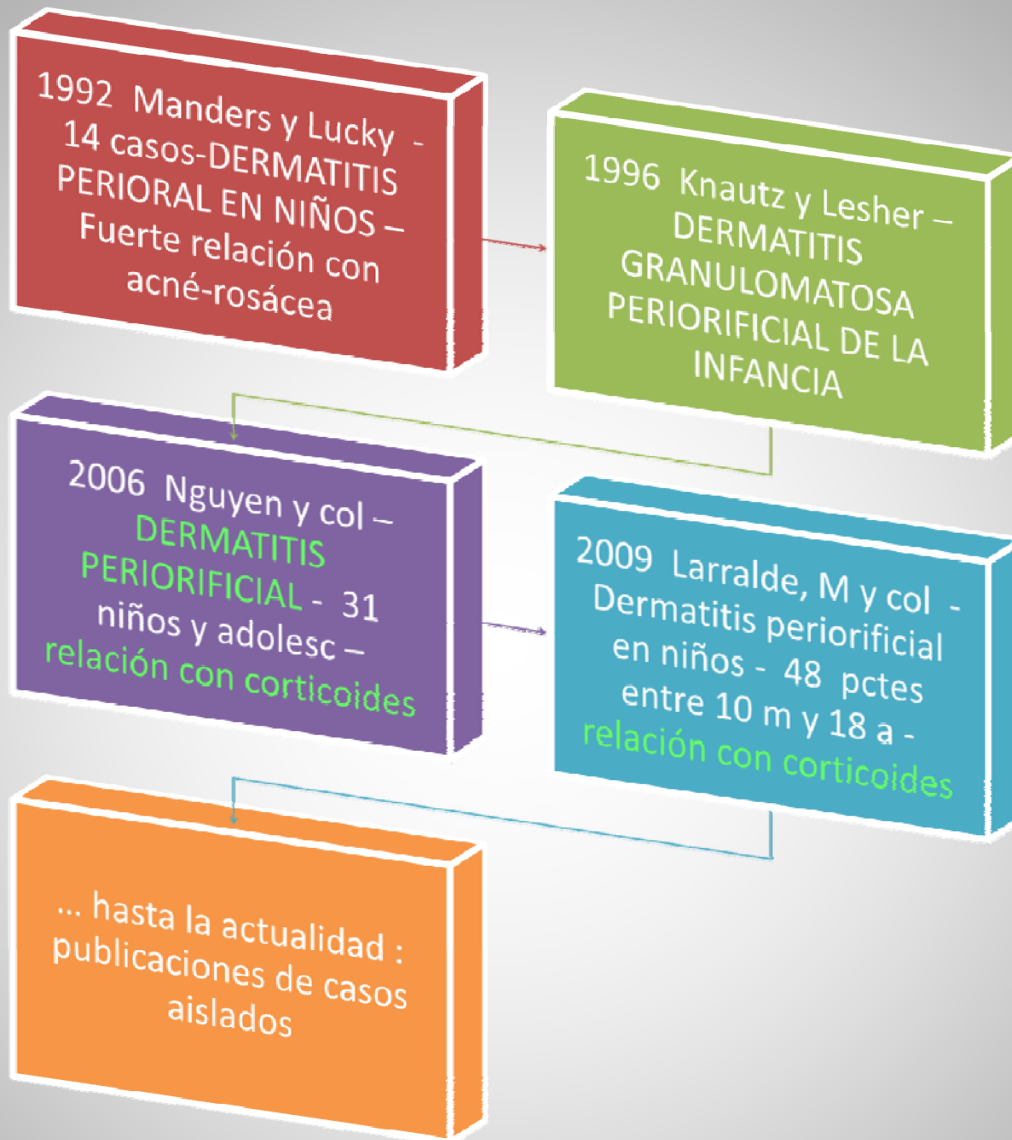 1992 Manders y Lucky -
14 casos-DERMATITIS
PERIORAL EN NIÑOS –
Fuerte relación con
acné-rosácea
1996 Knautz y Lesher –
DERMATITIS
GRANULOMATOSA
PERIORIFICIAL DE LA
INFANCIA
2006 Nguyen y col –
DERMATITIS
PERIORIFICIAL - 31
niños y adolesc –
relación con corticoides
2009 Larralde, M y col -
Dermatitis periorificial
en niños - 48 pctes
entre 10 m y 18 a -
relación con corticoides
... hasta la actualidad :
publicaciones de casos
aislados